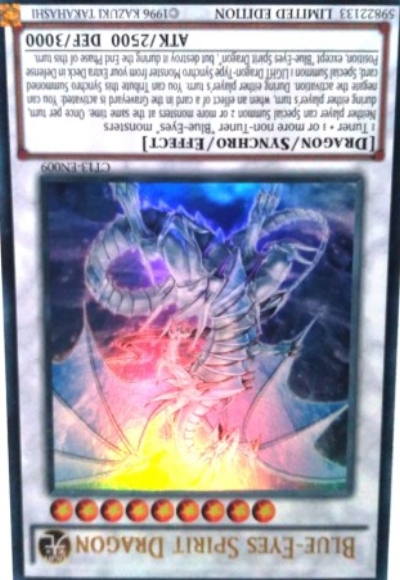 BLUE-EYES SPIRIT DRAGON
光
CT13-EN009
[DRAGON/SYNCHRO/EFFECT]
1 Tuner + 1 or more non-Tuner "Blue-Eyes" monsters
Neither player can Special Summon 2 or more monsters at the same time. Once per turn,
during either player's turn, when an effect of a card in the Graveyard is activated: You can
negate the activation. During either player's turn: You can Tribute this Synchro Summoned
card; Special Summon 1 LIGHT Dragon-Type Synchro Monster from your Extra Deck in Defense
Position, except "Blue-Eyes Spirit Dragon", but destroy it during the End Phase of this turn.
ATK/2500 DEF/3000
59822133 LIMITED EDITION ©1996 KAZUKI TAKAHASHI